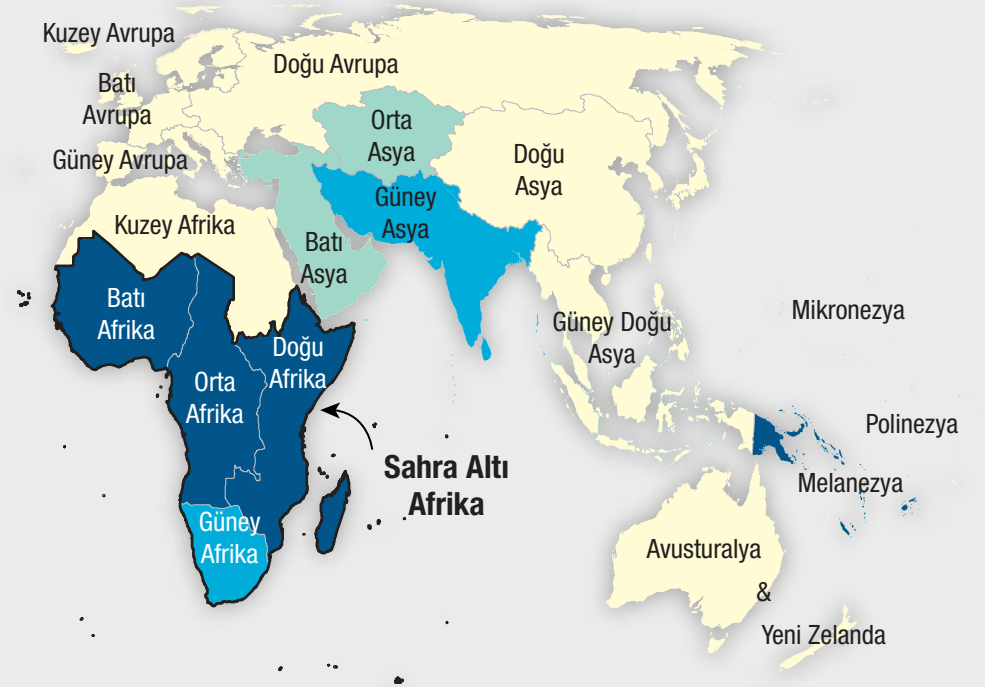 Kuzey Avrupa
Doğu Avrupa
Batı
Avrupa
Güney Avrupa
Orta
Asya
Doğu
Asya
Güney
Asya
Kuzey Afrika
Batı
Asya
Batı
Afrika
Doğu
Afrika
Orta
Afrika
Güney Doğu
Asya
Mikronezya
Polinezya
Sahra Altı
Afrika
Melanezya
Güney
Afrika
Avusturalya
&
Yeni Zelanda